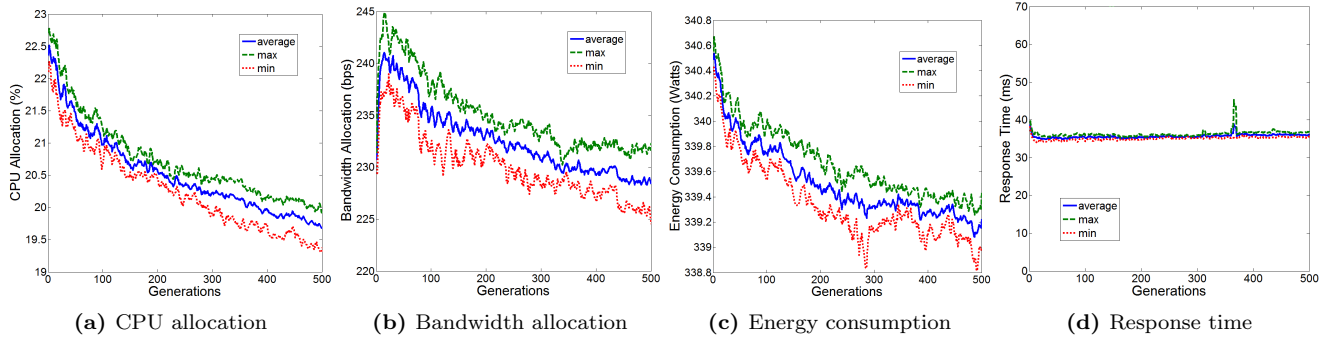 23
22.5
22
21.5
21
20.5
20
19.5
19
CPU Allocation (%)
0 100 200 300 400 500
Generations
average
max
min
(a) CPU allocation
245
240
235
230
225
220
Bandwidth Allocation (bps)
0 100 200 300 400 500
Generations
average
max
min
(b) Bandwidth allocation
340.8
340.6
340.4
340.2
340
339.8
339.6
339.4
339.2
339
338.8
Energy Consumption (Watts)
0 100 200 300 400 500
Generations
average
max
min
(c) Energy consumption
70
60
50
40
30
20
10
0
Response Time (ms)
0 100 200 300 400 500
Generations
average
max
min
(d) Response time